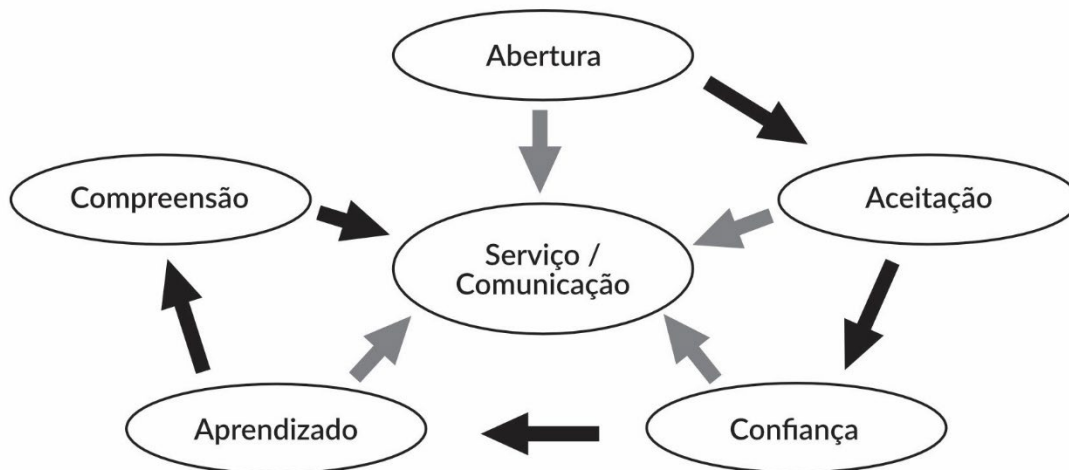 Abertura
Compreensão
Aceitação
Serviço /
Comunicação
Aprendizado
Confiança